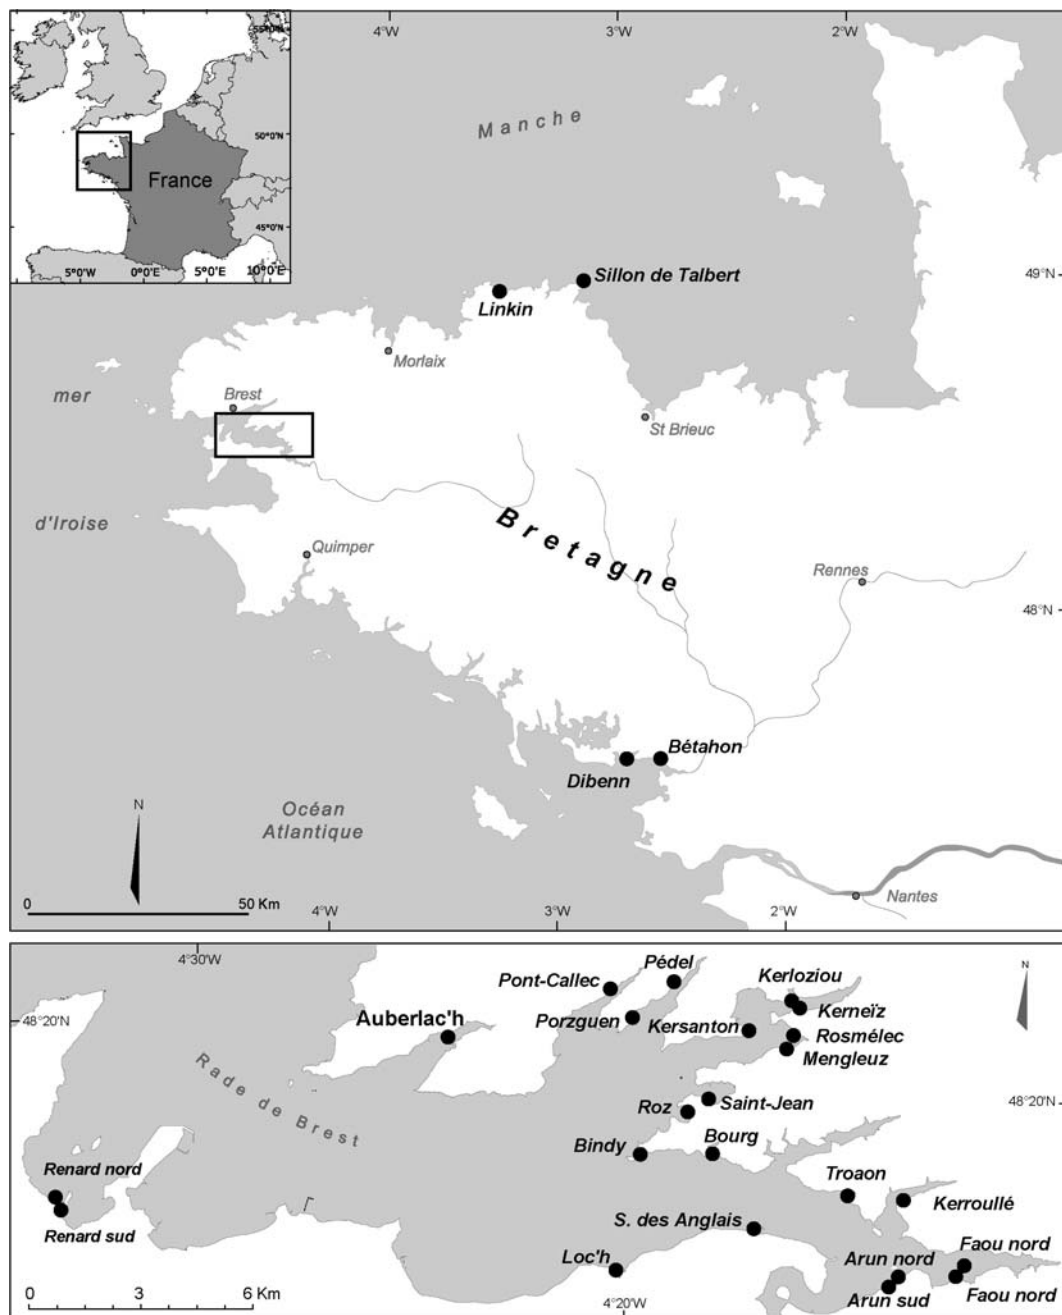 4°W
3°W
2°W
55°0'N
50°0'N
France
45°0'N
5°0'W
0°0'E
5°0'E
10°0'E
Manche
49°N
Sillon de Talbert
Linkin
Morlaix
mer
Brest
St Brieuc
d'Iroise
Bretagne
Quimper
Rennes
48°N
Bétahon
Dibenn
Océan
Atlantique
N
0
50 Km
Nantes
4°W
3°W
2°W
4°30'W
N
Pédel
Pont-Callec
Kerloziou
48°20'N
Auberlac'h
Porzguen
Kersanton
Kerneïz
Rosmélec
Mengleuz
Rade de Brest
48°20'N
Roz
Saint-Jean
Bindy
Bourg
Renard nord
Troaon
Kerroullé
Renard sud
S. des Anglais
Loc'h
Arun nord
Faou nord
Arun sud
Faou nord
0
3
6 Km
4°20'W